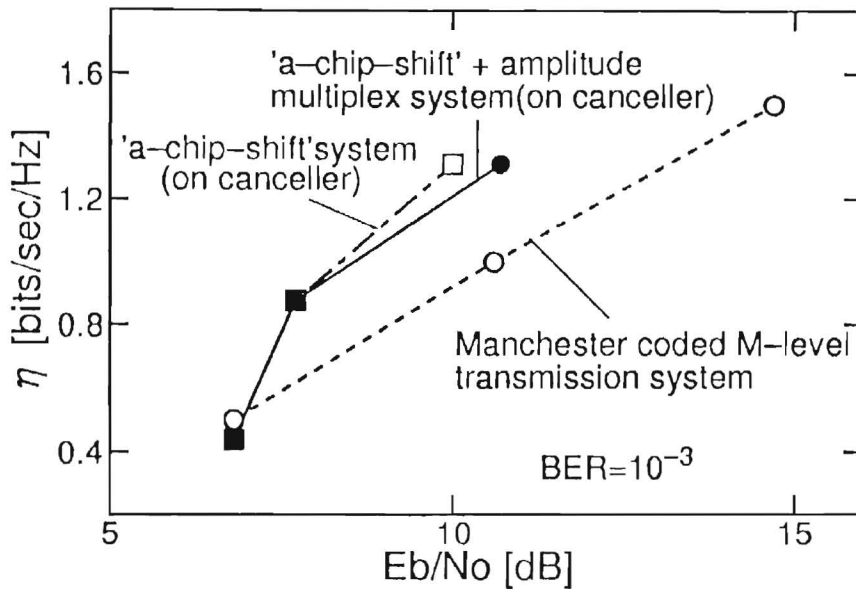 'a–chip–shift' + amplitude
multiplex system(on canceller)
'a–chip–shift'system
(on canceller)
Manchester coded M–level
transmission system
BER=10⁻³
η [bits/sec/Hz]
1.6
1.2
0.8
0.4
5
10
15
Eb/No [dB]